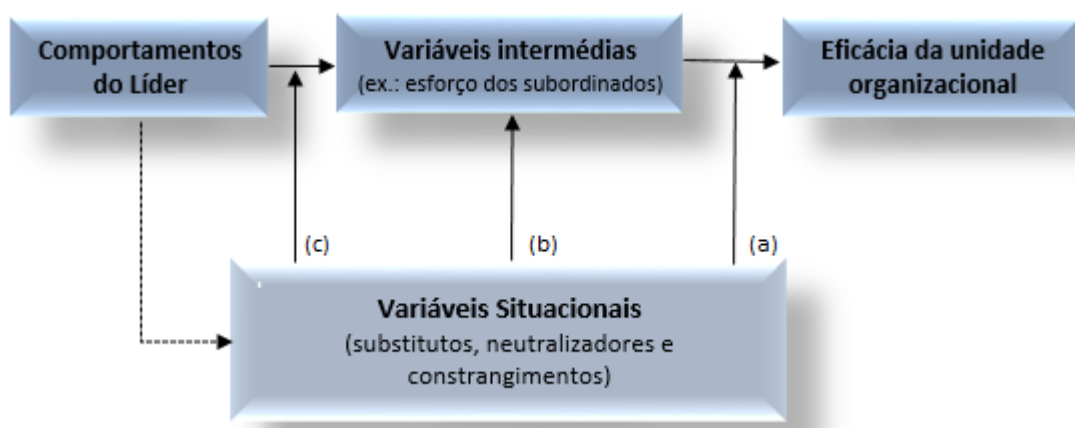 Comportamentos
do Líder
Variáveis intermédias
(ex.: esforço dos subordinados)
Eficácia da unidade
organizacional
(c)
(b)
(a)
Variáveis Situacionais
(substitutos, neutralizadores e
constrangimentos)